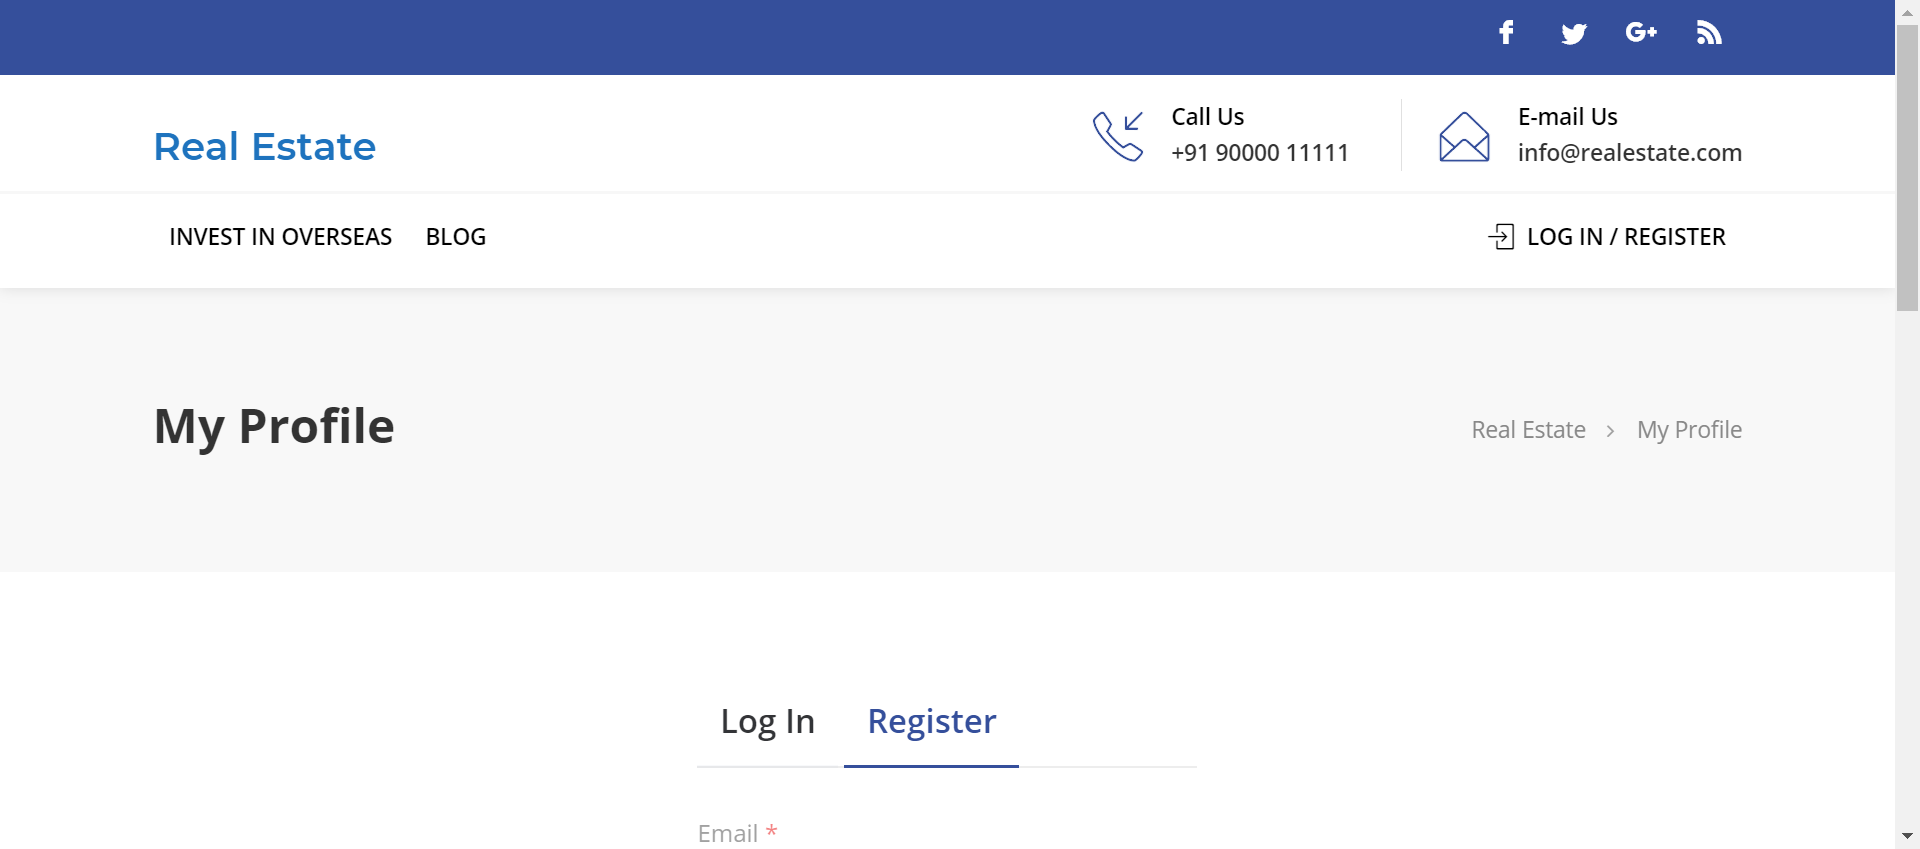 Real Estate
Call Us
+91 90000 11111
E-mail Us
info@realestate.com
INVEST IN OVERSEAS
BLOG
LOG IN / REGISTER
My Profile
Real Estate > My Profile
Log In
Register
Email *